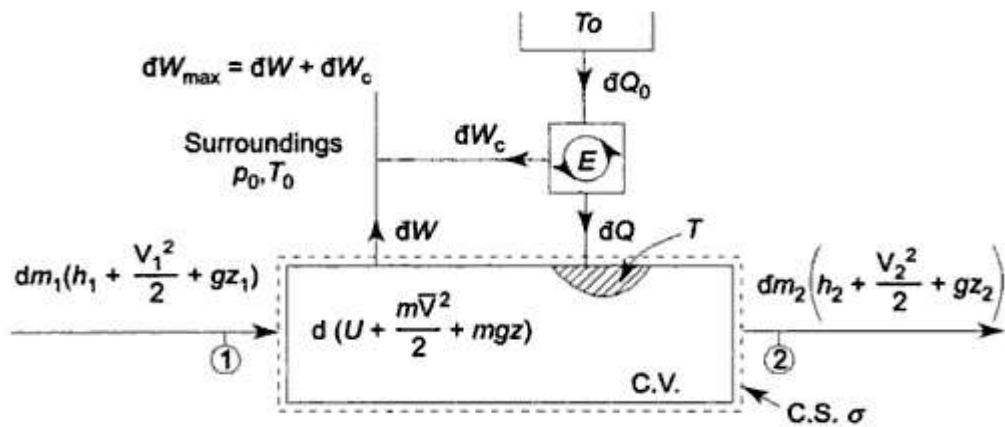 To
đW_max = đW + đW_c
đQ_0
đW_c
Surroundings
p_0, T_0
E
đW
đQ
T
dm_1(h_1 + V_1^2/2 + gz_1)
dm_2(h_2 + V_2^2/2 + gz_2)
d (U + mV̅^2/2 + mgz)
1
2
C.V.
C.S. σ